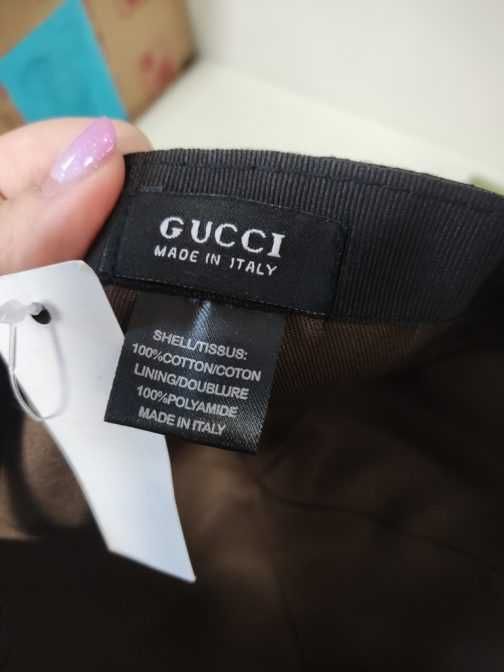 GUCCI
MADE IN ITALY
SHELL/TISSUS:
100%COTTON/COTON
LINING/DOUBLURE
100%POLYAMIDE
MADE IN ITALY